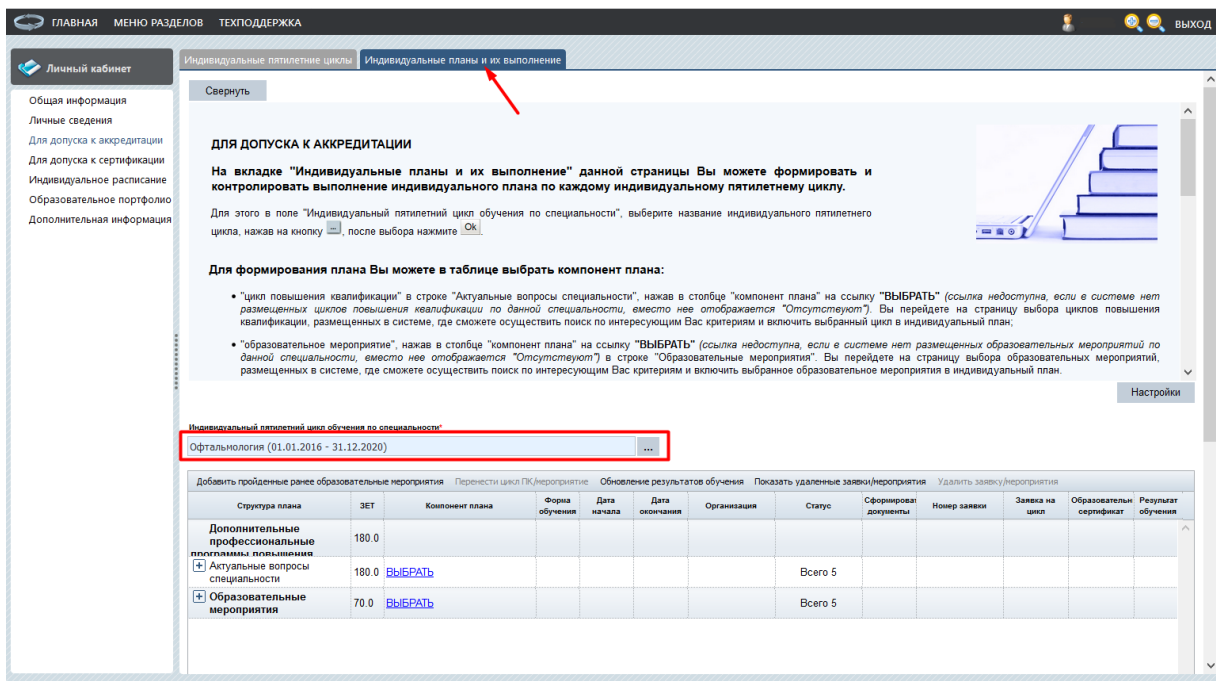 ГЛАВНАЯ МЕНЮ РАЗДЕЛОВ ТЕХПОДДЕРЖКА ВЫХОД
Личный кабинет
Общая информация
Личные сведения
Для допуска к аккредитации
Для допуска к сертификации
Индивидуальное расписание
Образовательное портфолио
Дополнительная информация
Индивидуальные пятилетние циклы Индивидуальные планы и их выполнение
Свернуть
ДЛЯ ДОПУСКА К АККРЕДИТАЦИИ
На вкладке "Индивидуальные планы и их выполнение" данной страницы Вы можете формировать и
контролировать выполнение индивидуального плана по каждому индивидуальному пятилетнему циклу.
Для этого в поле "Индивидуальный пятилетний цикл обучения по специальности", выберите название индивидуального пятилетнего
цикла, нажав на кнопку ..., после выбора нажмите Ok.
Для формирования плана Вы можете в таблице выбрать компонент плана:
• "цикл повышения квалификации" в строке "Актуальные вопросы специальности", нажав в столбце "компонент плана" на ссылку "ВЫБРАТЬ" (ссылка недоступна, если в системе нет
размещенных циклов повышения квалификации по данной специальности, вместо нее отображается "Отсутствуют"). Вы перейдете на страницу выбора циклов повышения
квалификации, размещенных в системе, где сможете осуществить поиск по интересующим Вас критериям и включить выбранный цикл в индивидуальный план;
• "образовательное мероприятие", нажав в столбце "компонент плана" на ссылку "ВЫБРАТЬ" (ссылка недоступна, если в системе нет размещенных образовательных мероприятий по
данной специальности, вместо нее отображается "Отсутствуют") в строке "Образовательные мероприятия". Вы перейдете на страницу выбора образовательных мероприятий,
размещенных в системе, где сможете осуществить поиск по интересующим Вас критериям и включить выбранное образовательное мероприятия в индивидуальный план.
Настройки
Индивидуальный пятилетний цикл обучения по специальности*
Офтальмология (01.01.2016 - 31.12.2020) ...
Добавить пройденные ранее образовательные мероприятия Перенести цикл ПК/мероприятие Обновление результатов обучения Показать удаленные заявки/мероприятия Удалить заявку/мероприятия
Структура плана ЗЕТ Компонент плана Форма обучения Дата начала Дата окончания Организация Статус Сформироват документы Номер заявки Заявка на цикл Образовательн сертификат Результат обучения
Дополнительные
профессиональные 180.0
программы повышения
Актуальные вопросы
специальности 180.0 ВЫБРАТЬ Всего 5
Образовательные
мероприятия 70.0 ВЫБРАТЬ Всего 5